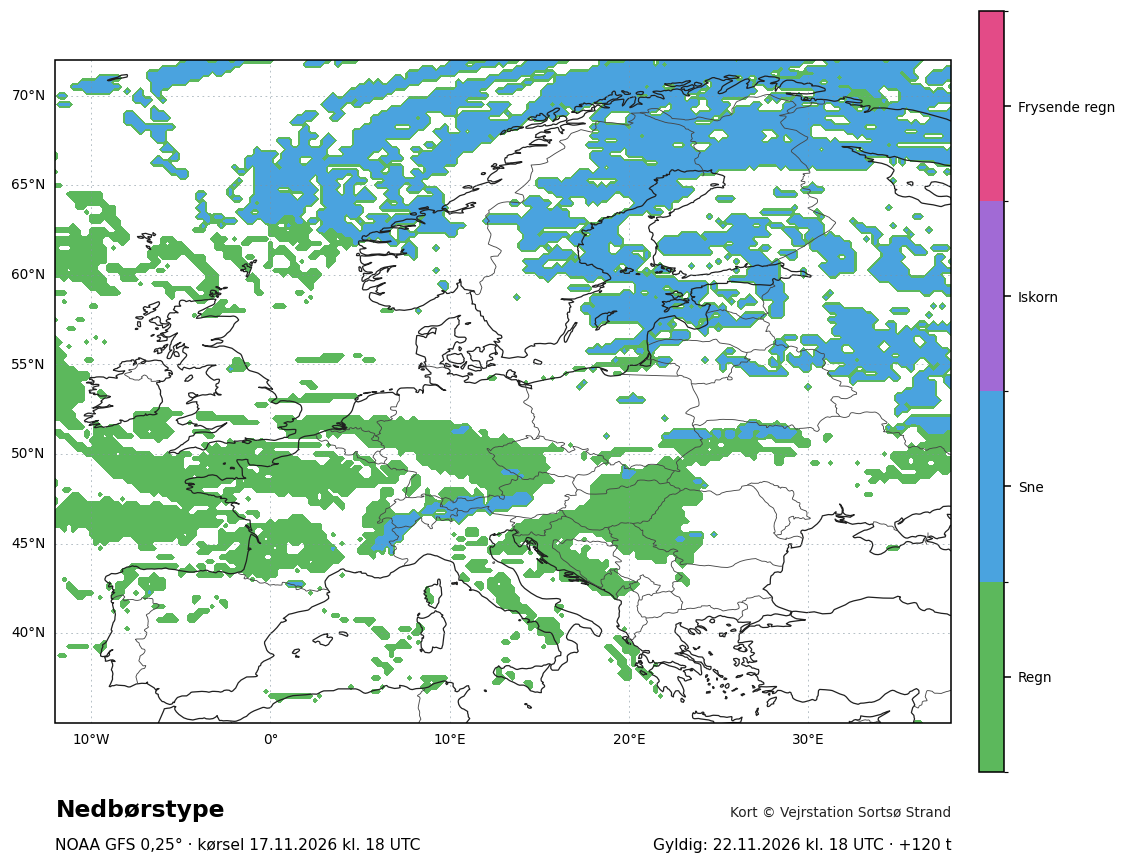 70°N
65°N
60°N
55°N
50°N
45°N
40°N
10°W
0°
10°E
20°E
30°E
Frysende regn
Iskorn
Sne
Regn
Nedbørstype
Kort © Vejrstation Sortsø Strand
NOAA GFS 0,25° · kørsel 17.11.2026 kl. 18 UTC
Gyldig: 22.11.2026 kl. 18 UTC · +120 t